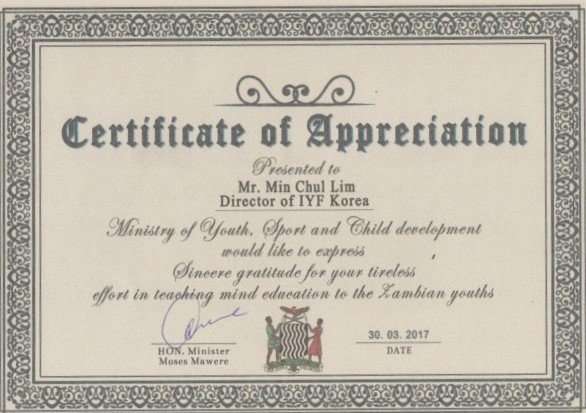 Certificate of Appreciation
Presented to
Mr. Min Chul Lim
Director of IYF Korea
Ministry of Youth, Sport and Child development
would like to express
Sincere gratitude for your tireless
effort in teaching mind education to the Zambian youths
HON. Minister
Moses Mawere
30. 03. 2017
DATE